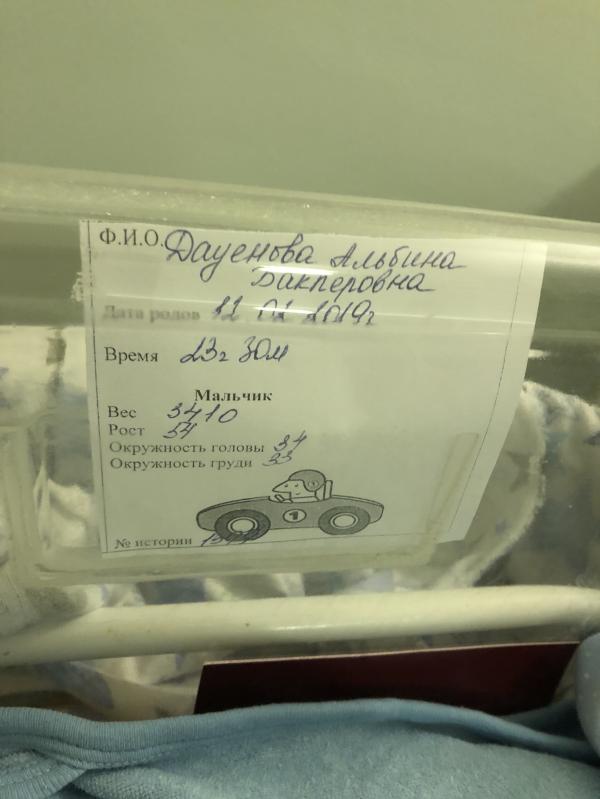 Ф.И.О. Дауенова Альбина
Бакперовна
Дата родов 2019г
Время 23г 30м
Мальчик
Вес 3410
Рост 54
Окружность головы 34
Окружность груди 33
1
№ истории